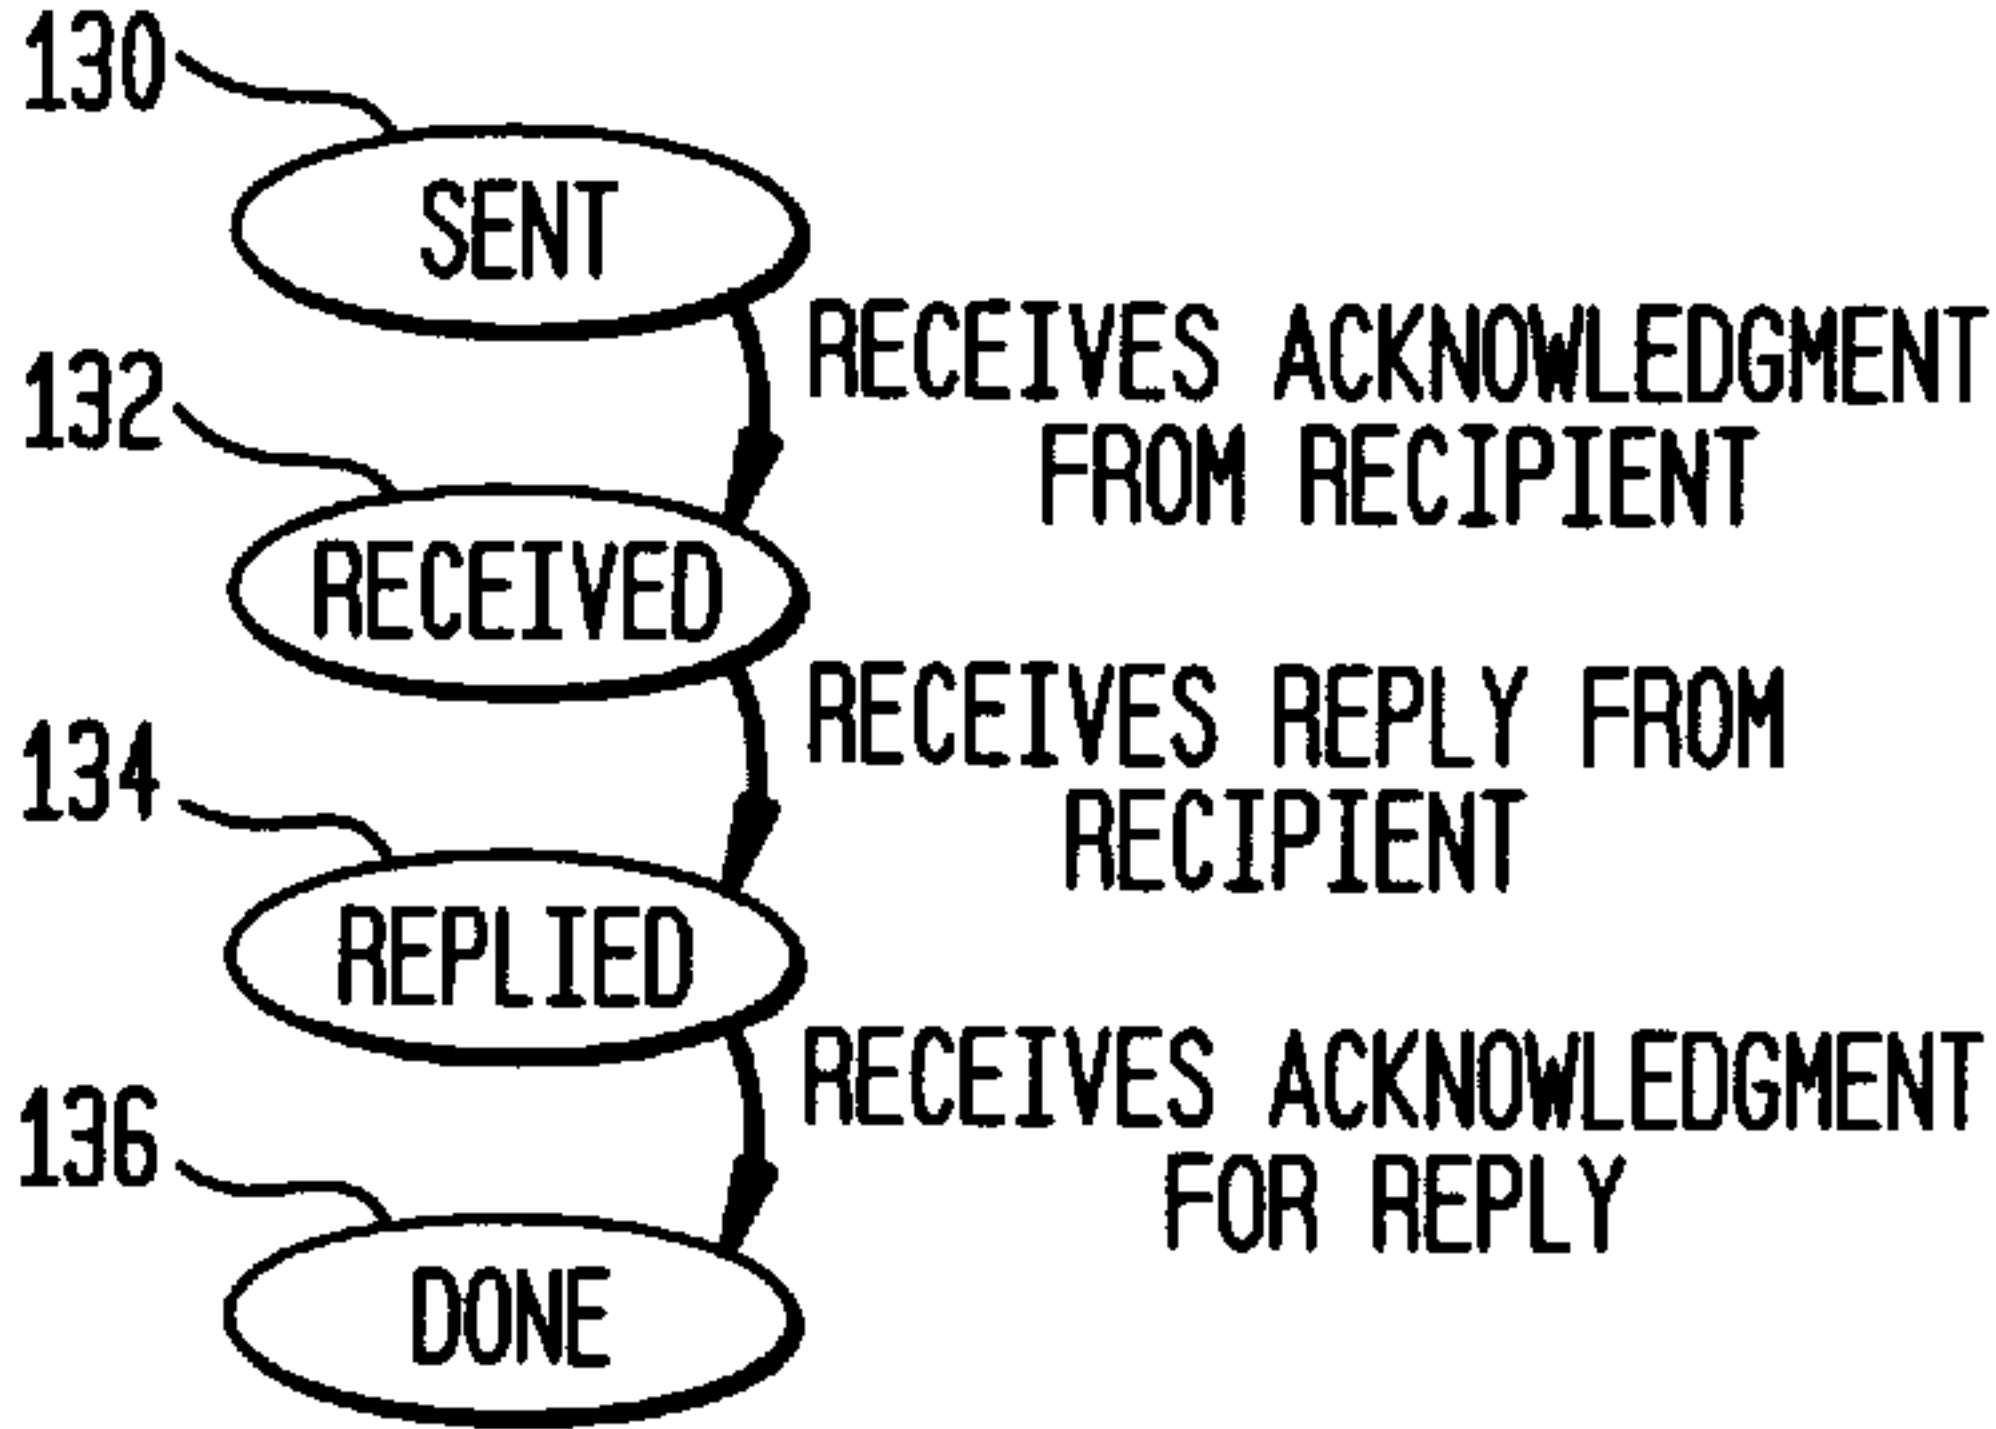 130
SENT
RECEIVES ACKNOWLEDGMENT
FROM RECIPIENT
132
RECEIVED
RECEIVES REPLY FROM
RECIPIENT
134
REPLIED
RECEIVES ACKNOWLEDGMENT
FOR REPLY
136
DONE